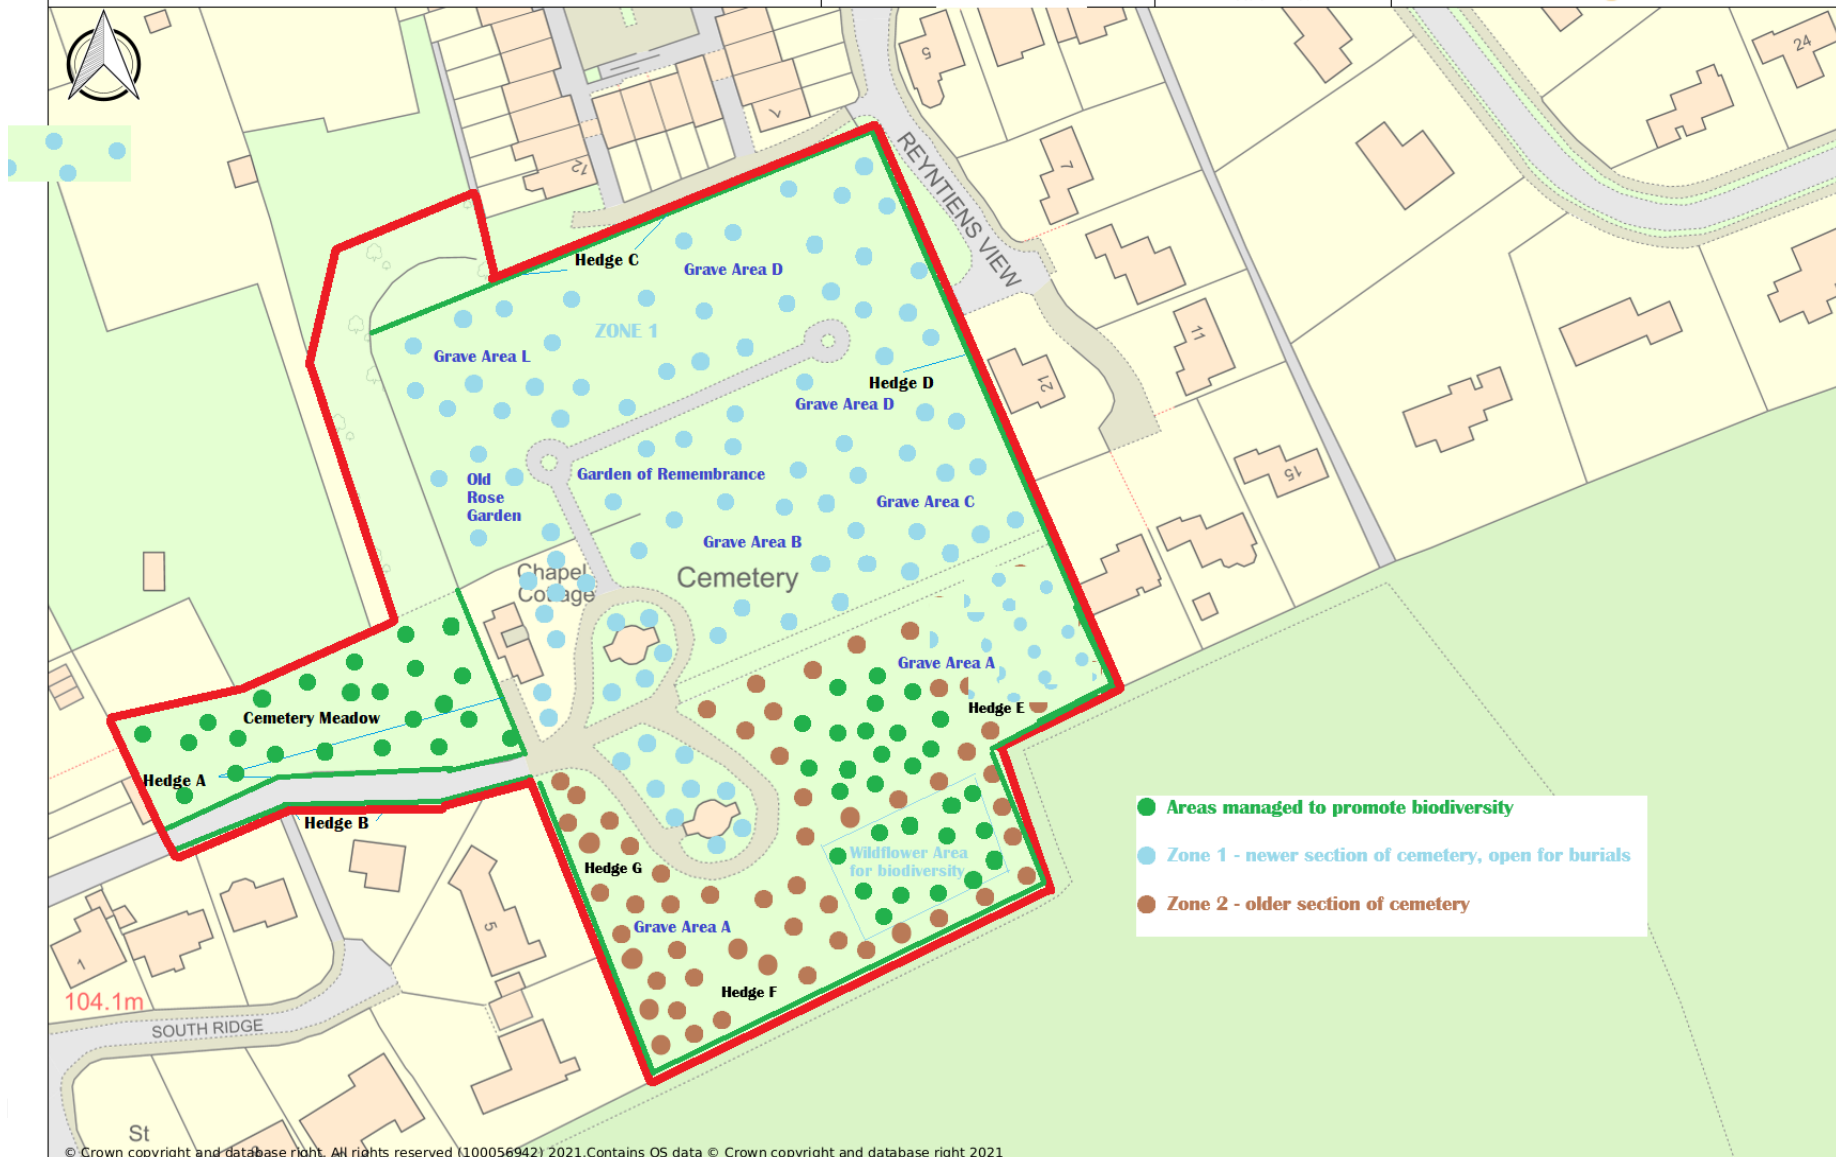 24
5
7
12
7
REYNTIENS VIEW
Hedge C
Grave Area D
ZONE 1
11
Grave Area L
Hedge D
21
Grave Area D
Old
Rose
Garden
Garden of Remembrance
15
Grave Area C
Grave Area B
Chapel
Cottage
Cemetery
Grave Area A
Hedge E
Cemetery Meadow
Hedge A
Hedge B
Areas managed to promote biodiversity
Zone 1 - newer section of cemetery, open for burials
Zone 2 - older section of cemetery
Wildflower Area
for biodiversity
Hedge G
Grave Area A
5
1
Hedge F
104.1m
SOUTH RIDGE
St
© Crown copyright and database right. All rights reserved (100056942) 2021.Contains OS data © Crown copyright and database right 2021